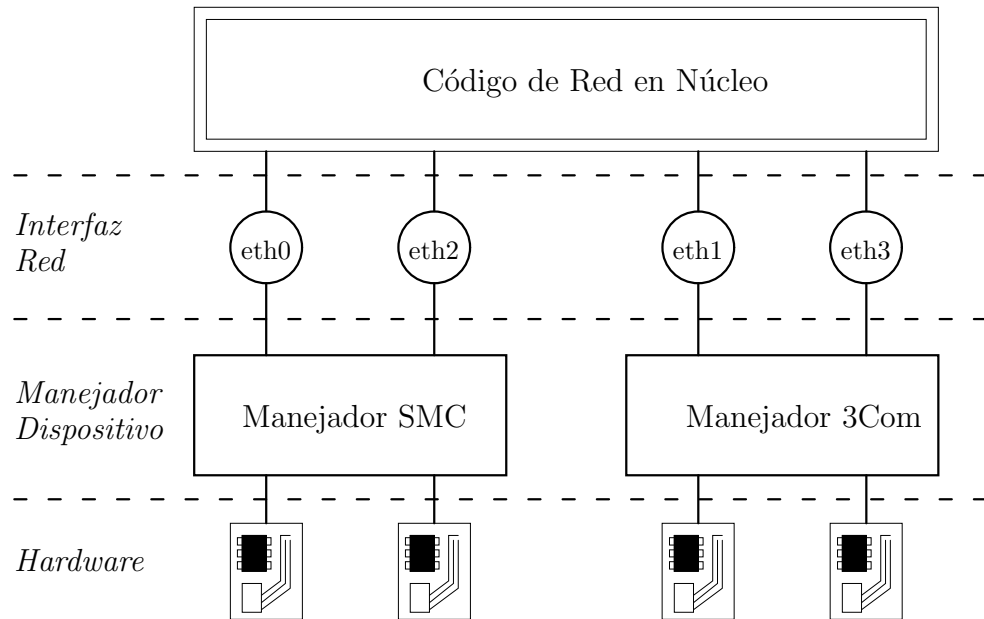 Código de Red en Núcleo
Interfaz
Red
eth0
eth2
eth1
eth3
Manejador
Dispositivo
Manejador SMC
Manejador 3Com
Hardware